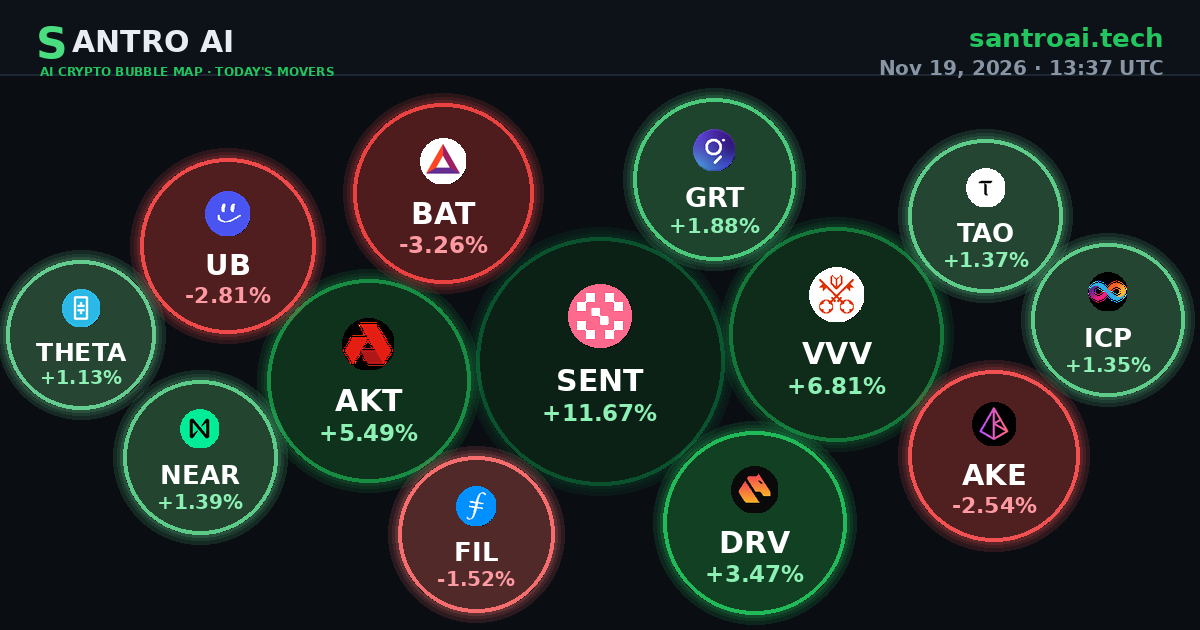 SANTRO AI
AI CRYPTO BUBBLE MAP · TODAY'S MOVERS
santroai.tech
Nov 19, 2026 · 13:37 UTC
BAT
-3.26%
GRT
+1.88%
TAO
+1.37%
UB
-2.81%
THETA
+1.13%
AKT
+5.49%
SENT
+11.67%
VVV
+6.81%
ICP
+1.35%
NEAR
+1.39%
AKE
-2.54%
FIL
-1.52%
DRV
+3.47%